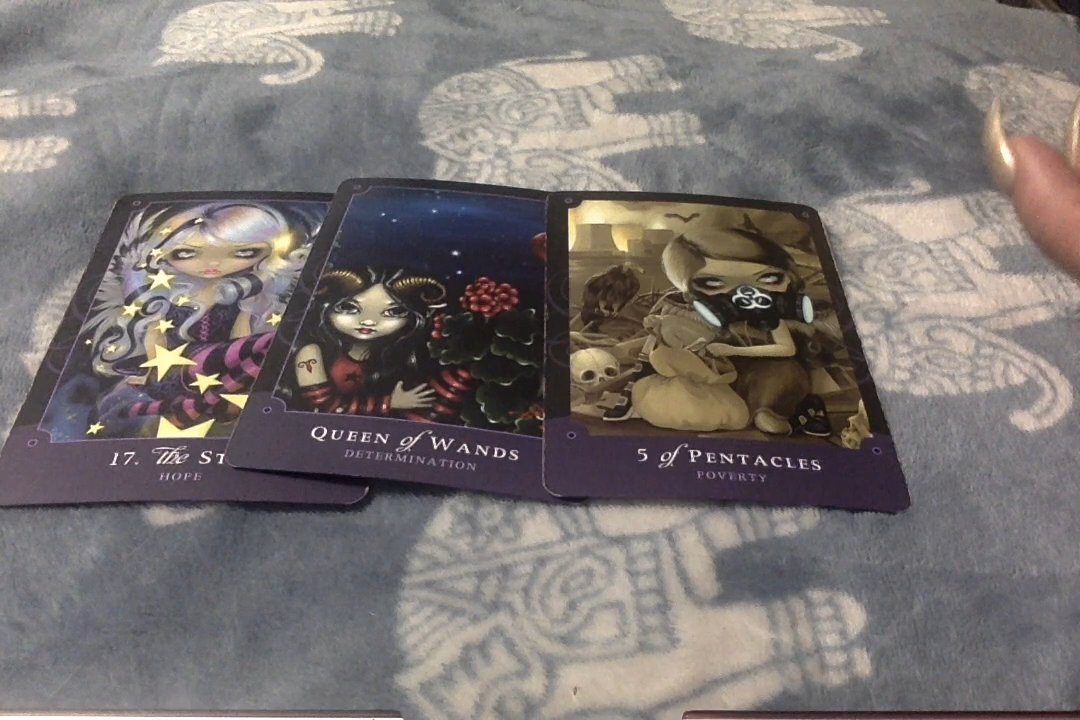 17. The ST
HOPE
QUEEN of WANDS
DETERMINATION
5 of PENTACLES
POVERTY